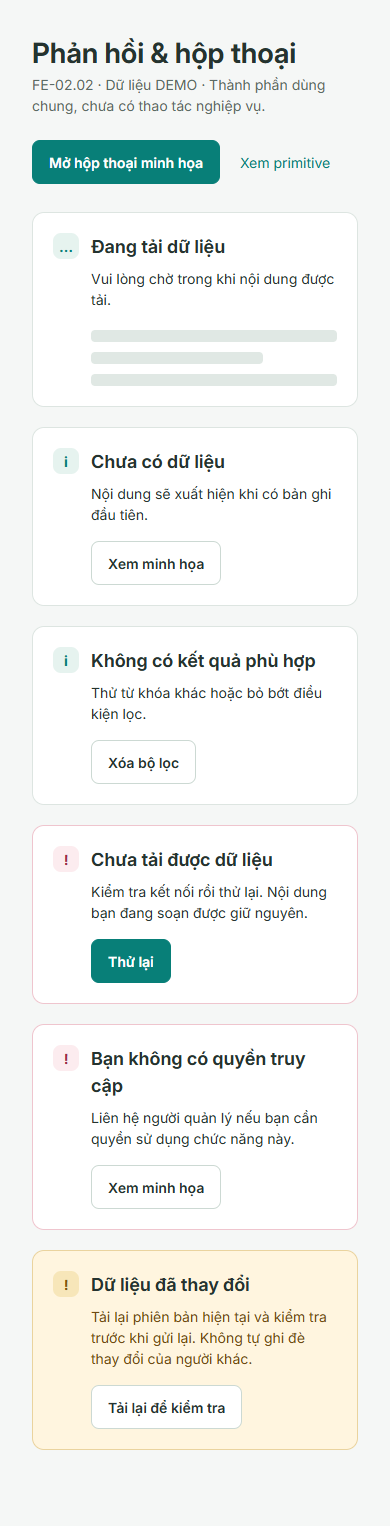 Phản hồi & hộp thoại
FE-02.02 · Dữ liệu DEMO · Thành phần dùng
chung, chưa có thao tác nghiệp vụ.
Mở hộp thoại minh họa
Xem primitive
...
Đang tải dữ liệu
Vui lòng chờ trong khi nội dung được
tải.
i
Chưa có dữ liệu
Nội dung sẽ xuất hiện khi có bản ghi
đầu tiên.
Xem minh họa
i
Không có kết quả phù hợp
Thử từ khóa khác hoặc bỏ bớt điều
kiện lọc.
Xóa bộ lọc
!
Chưa tải được dữ liệu
Kiểm tra kết nối rồi thử lại. Nội dung
bạn đang soạn được giữ nguyên.
Thử lại
!
Bạn không có quyền truy
cập
Liên hệ người quản lý nếu bạn cần
quyền sử dụng chức năng này.
Xem minh họa
!
Dữ liệu đã thay đổi
Tải lại phiên bản hiện tại và kiểm tra
trước khi gửi lại. Không tự ghi đè
thay đổi của người khác.
Tải lại để kiểm tra